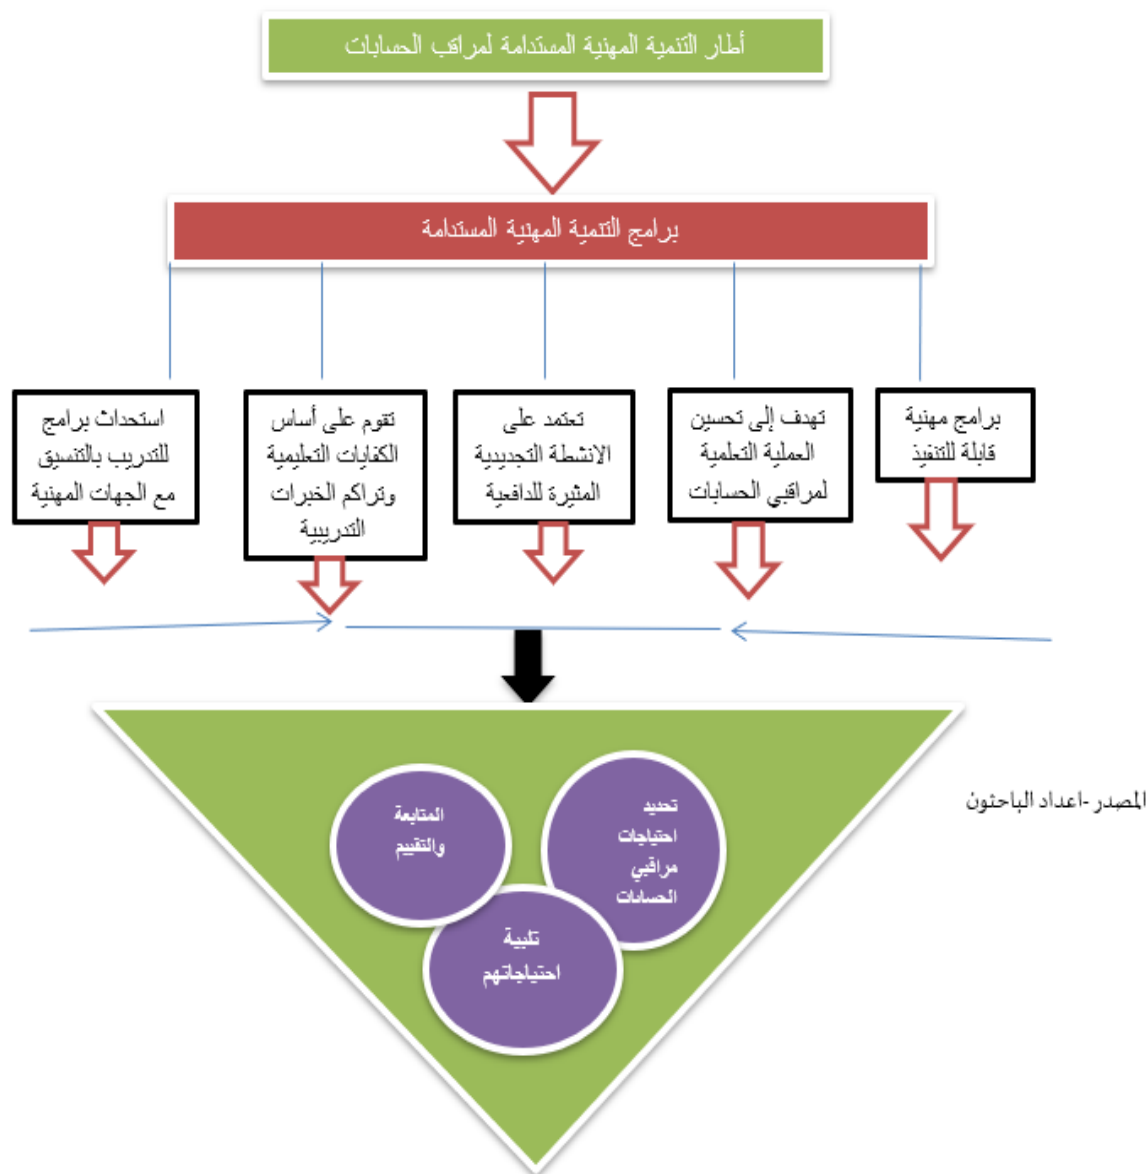 أطار التنمية المهنية المستدامة لمراقب الحسابات
برامج التنمية المهنية المستدامة
برامج مهنية
قابلة للتنفيذ
تهدف إلى تحسين
العملية التعلمية
لمراقبي الحسابات
تعتمد على
الانشطة التجديدية
المثيرة للدافعية
تقوم على أساس
الكفايات التعليمية
وتراكم الخبرات
التدريبية
استحداث برامج
للتدريب بالتنسيق
مع الجهات المهنية
تحديد
احتياجات
مراقبي
الحسابات
المتابعة
والتقييم
تلبية
احتياجاتهم
المصدر -اعداد الباحثون